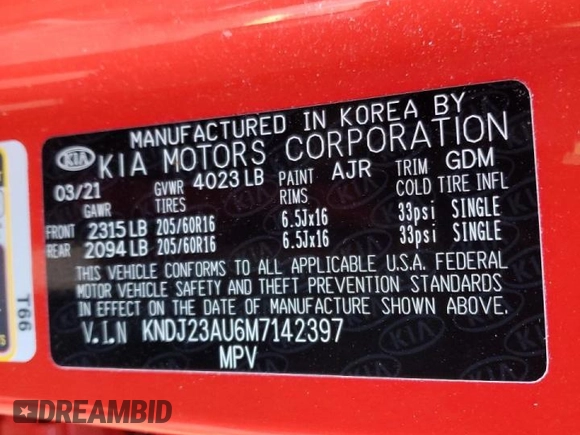 MANUFACTURED IN KOREA BY
KIA KIA MOTORS CORPORATION
03/21 GVWR 4023 LB PAINT AJR TRIM GDM
GAWR TIRES RIMS COLD TIRE INFL
FRONT 2315 LB 205/60R16 6.5Jx16 33psi SINGLE
REAR 2094 LB 205/60R16 6.5Jx16 33psi SINGLE
THIS VEHICLE CONFORMS TO ALL APPLICABLE U.S.A. FEDERAL
MOTOR VEHICLE SAFETY AND THEFT PREVENTION STANDARDS
IN EFFECT ON THE DATE OF MANUFACTURE SHOWN ABOVE.
V.I.N KNDJ23AU6M7142397
MPV
T66
DREAMBID